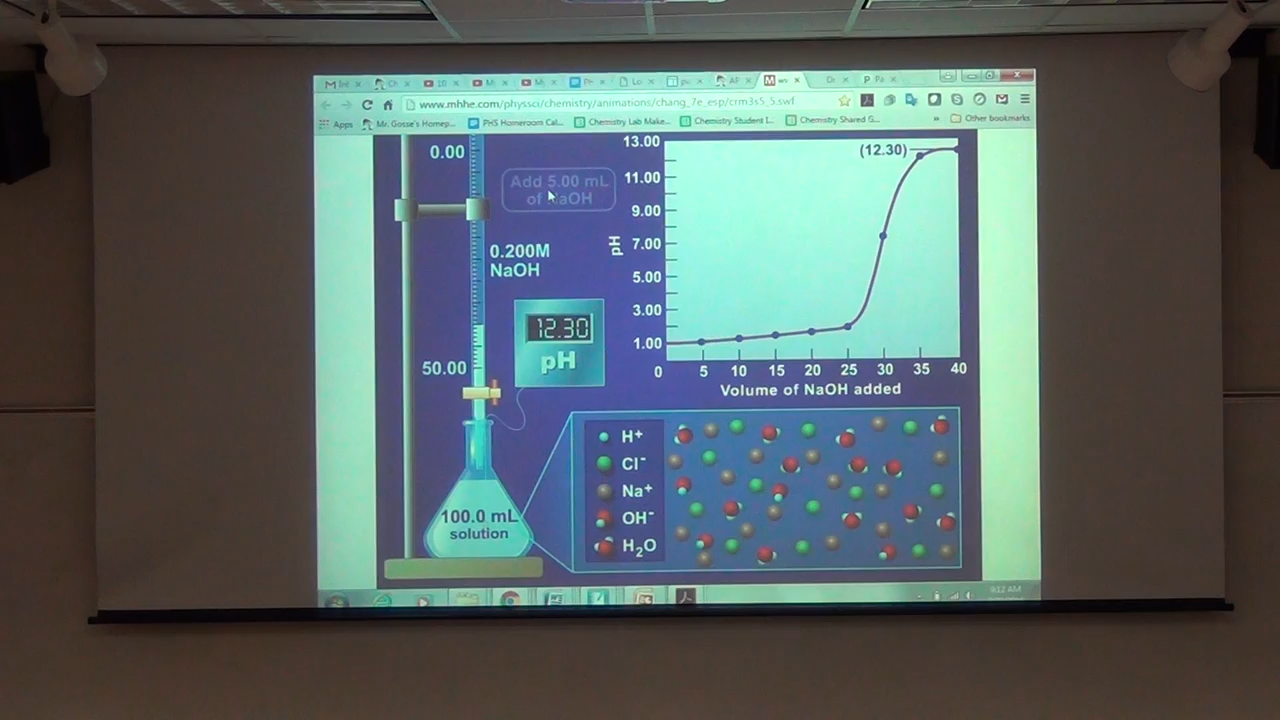 10
www.mhhe.com/physsci/chemistry/animations/chang_7e_esp/crm3s5_5.swf
Apps
Mr. Gosse's Homep...
PHS Homeroom Cal...
Chemistry Lab Make...
Chemistry Student I...
Chemistry Shared G...
»
Other bookmarks
0.00
Add 5.00 mL
of NaOH
0.200M
NaOH
12.30
pH
50.00
100.0 mL
solution
pH
13.00
11.00
9.00
7.00
5.00
3.00
1.00
(12.30)
0 5 10 15 20 25 30 35 40
Volume of NaOH added
H+
Cl-
Na+
OH-
H2O
9:12 AM